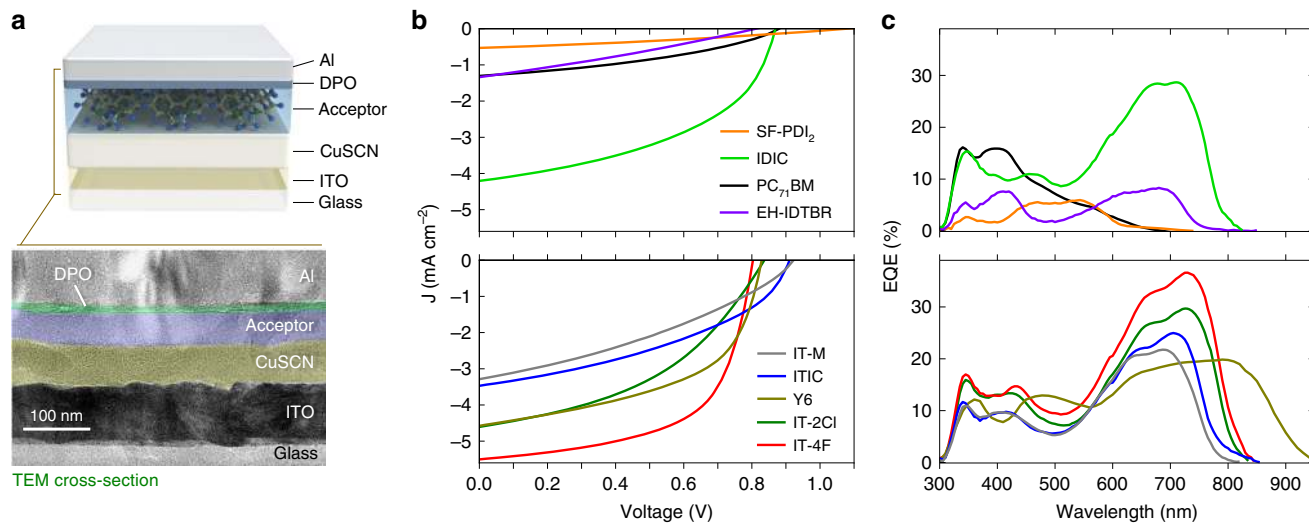 a
Al
DPO
Acceptor
CuSCN
ITO
Glass
DPO
Al
Acceptor
CuSCN
ITO
100 nm
Glass
TEM cross-section
b
0
–1
–2
–3
–4
–5
SF-PDI₂
IDIC
PC₇₁BM
EH-IDTBR
J (mA cm⁻²)
0
–1
–2
–3
–4
–5
IT-M
ITIC
Y6
IT-2Cl
IT-4F
0.0 0.2 0.4 0.6 0.8 1.0
Voltage (V)
c
30
20
10
0
EQE (%)
30
20
10
0
300 400 500 600 700 800 900
Wavelength (nm)